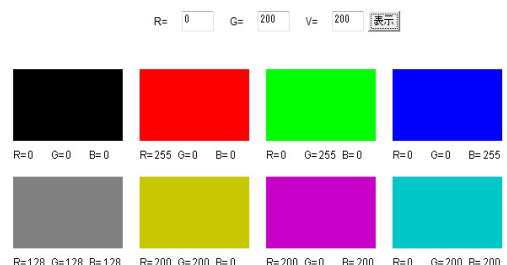 R= 0 G= 200 V= 200 表示
R=0 G=0 B=0 R=255 G=0 B=0 R=0 G=255 B=0 R=0 G=0 B=255
R=128 G=128 B=128 R=200 G=200 B=0 R=200 G=0 B=200 R=0 G=200 B=200